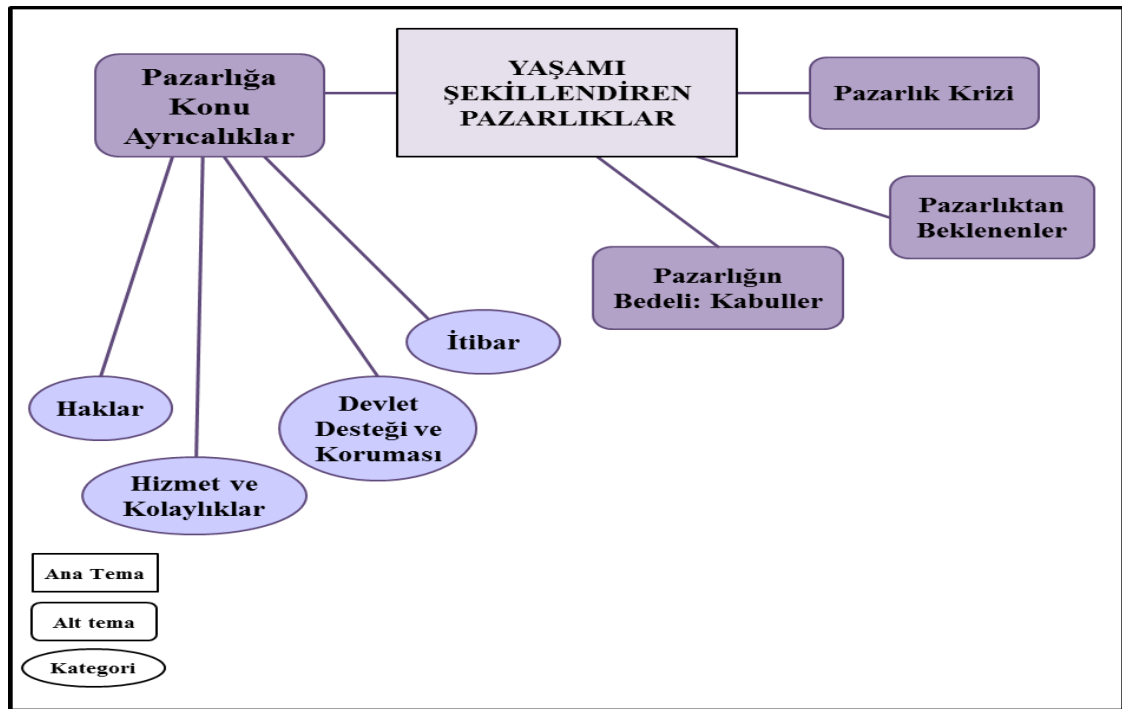 Pazarlığa
Konu
Ayrıcalıklar
YAŞAMI
ŞEKİLLENDİREN
PAZARLIKLAR
Pazarlık Krizi
Pazarlıktan
Beklenenler
Pazarlığın
Bedeli: Kabuller
İtibar
Haklar
Devlet
Desteği ve
Koruması
Hizmet ve
Kolaylıklar
Ana Tema
Alt tema
Kategori